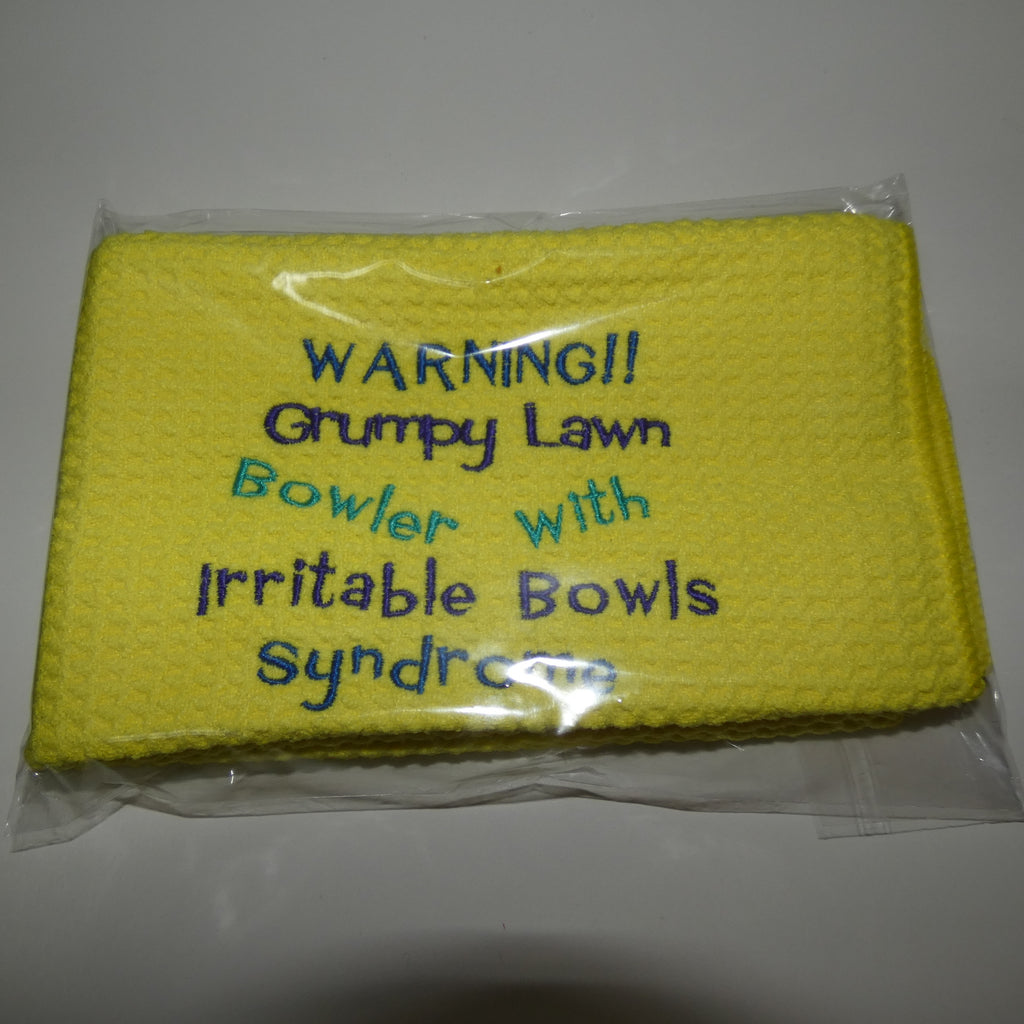 WARNING!!
Grumpy Lawn
Bowler with
Irritable Bowls
Syndrome